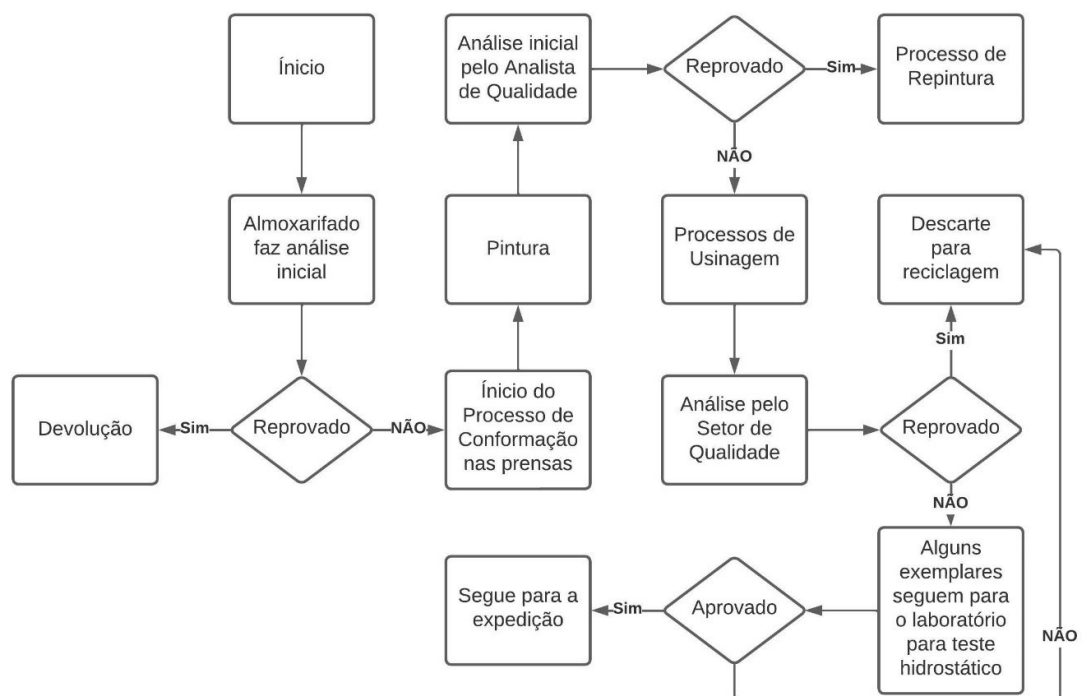 Ínicio
Almoxarifado
faz análise
inicial
Reprovado
Sim
Devolução
NÃO
Ínicio do
Processo de
Conformação
nas prensas
Pintura
Análise inicial
pelo Analista
de Qualidade
Reprovado
Sim
Processo de
Repintura
NÃO
Processos de
Usinagem
Análise pelo
Setor de
Qualidade
Reprovado
Sim
Descarte
para
reciclagem
NÃO
Alguns
exemplares
seguem para
o laboratório
para teste
hidrostático
Aprovado
Sim
Segue para a
expedição
NÃO